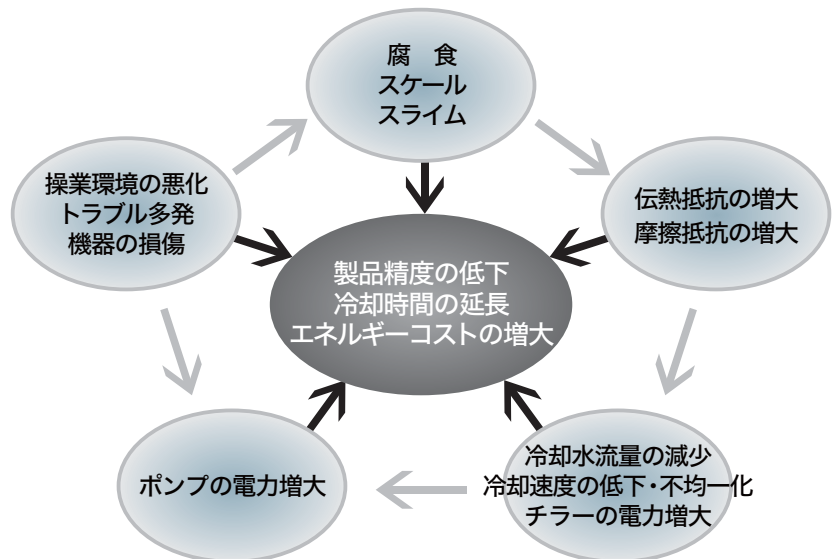 腐　食
スケール
スライム
操業環境の悪化
トラブル多発
機器の損傷
伝熱抵抗の増大
摩擦抵抗の増大
製品精度の低下
冷却時間の延長
エネルギーコストの増大
ポンプの電力増大
冷却水流量の減少
冷却速度の低下・不均一化
チラーの電力増大